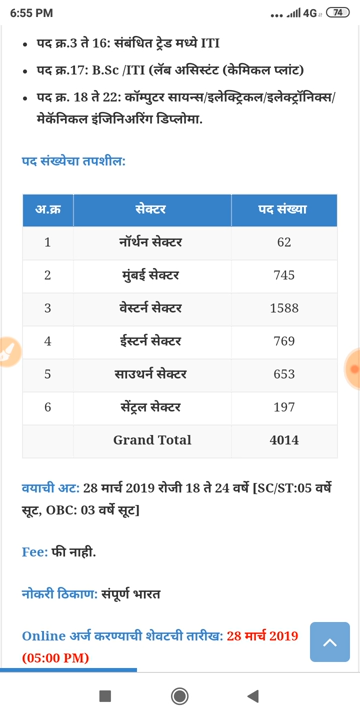 6:55 PM ... 4G 74
• पद क्र.3 ते 16: संबंधित ट्रेड मध्ये ITI
• पद क्र.17: B.Sc /ITI (लॅब असिस्टंट (केमिकल प्लांट)
• पद क्र. 18 ते 22: कॉम्पुटर सायन्स/इलेक्ट्रिकल/इलेक्ट्रॉनिक्स/
मेकॅनिकल इंजिनिअरिंग डिप्लोमा.
पद संख्येचा तपशील:
अ.क्र सेक्टर पद संख्या
1 नॉर्थन सेक्टर 62
2 मुंबई सेक्टर 745
3 वेस्टर्न सेक्टर 1588
4 ईस्टर्न सेक्टर 769
5 साउथर्न सेक्टर 653
6 सेंट्रल सेक्टर 197
Grand Total 4014
वयाची अट: 28 मार्च 2019 रोजी 18 ते 24 वर्षे [SC/ST:05 वर्षे
सूट, OBC: 03 वर्षे सूट]
Fee: फी नाही.
नोकरी ठिकाण: संपूर्ण भारत
Online अर्ज करण्याची शेवटची तारीख: 28 मार्च 2019
(05:00 PM)